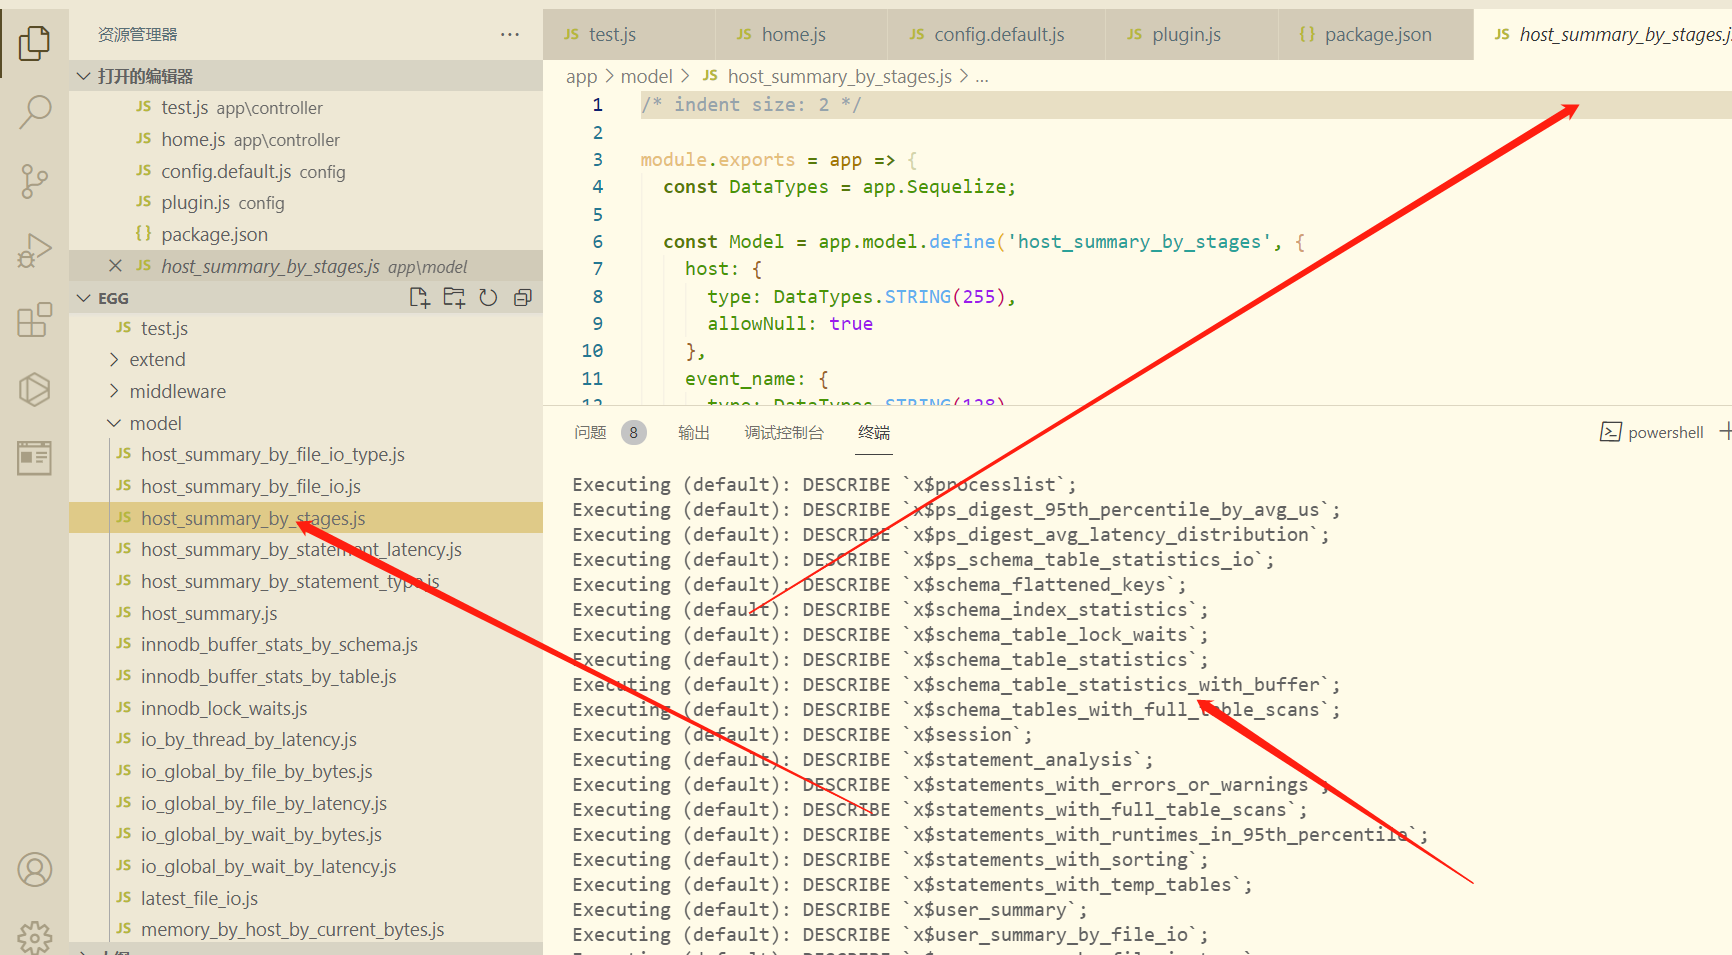 资源管理器
打开的编辑器
JS test.js app\controller
JS home.js app\controller
JS config.default.js config
JS plugin.js config
{} package.json
JS host_summary_by_stages.js app\model
EGG
JS test.js
extend
middleware
model
JS host_summary_by_file_io_type.js
JS host_summary_by_file_io.js
JS host_summary_by_stages.js
JS host_summary_by_statement_latency.js
JS host_summary_by_statement_type.js
JS host_summary.js
JS innodb_buffer_stats_by_schema.js
JS innodb_buffer_stats_by_table.js
JS innodb_lock_waits.js
JS io_by_thread_by_latency.js
JS io_global_by_file_by_bytes.js
JS io_global_by_file_by_latency.js
JS io_global_by_wait_by_bytes.js
JS io_global_by_wait_by_latency.js
JS latest_file_io.js
JS memory_by_host_by_current_bytes.js
JS test.js JS home.js JS config.default.js JS plugin.js {} package.json JS host_summary_by_stages.j
app > model > JS host_summary_by_stages.js > ...
1 /* indent size: 2 */
2
3 module.exports = app => {
4 const DataTypes = app.Sequelize;
5
6 const Model = app.model.define('host_summary_by_stages', {
7 host: {
8 type: DataTypes.STRING(255),
9 allowNull: true
10 },
11 event_name: {
12 type: DataTypes.STRING(128)
问题 8 输出 调试控制台 终端 powershell
Executing (default): DESCRIBE `x$processlist`;
Executing (default): DESCRIBE `x$ps_digest_95th_percentile_by_avg_us`;
Executing (default): DESCRIBE `x$ps_digest_avg_latency_distribution`;
Executing (default): DESCRIBE `x$ps_schema_table_statistics_io`;
Executing (default): DESCRIBE `x$schema_flattened_keys`;
Executing (default): DESCRIBE `x$schema_index_statistics`;
Executing (default): DESCRIBE `x$schema_table_lock_waits`;
Executing (default): DESCRIBE `x$schema_table_statistics`;
Executing (default): DESCRIBE `x$schema_table_statistics_with_buffer`;
Executing (default): DESCRIBE `x$schema_tables_with_full_table_scans`;
Executing (default): DESCRIBE `x$session`;
Executing (default): DESCRIBE `x$statement_analysis`;
Executing (default): DESCRIBE `x$statements_with_errors_or_warnings`;
Executing (default): DESCRIBE `x$statements_with_full_table_scans`;
Executing (default): DESCRIBE `x$statements_with_runtimes_in_95th_percentile`;
Executing (default): DESCRIBE `x$statements_with_sorting`;
Executing (default): DESCRIBE `x$statements_with_temp_tables`;
Executing (default): DESCRIBE `x$user_summary`;
Executing (default): DESCRIBE `x$user_summary_by_file_io`;